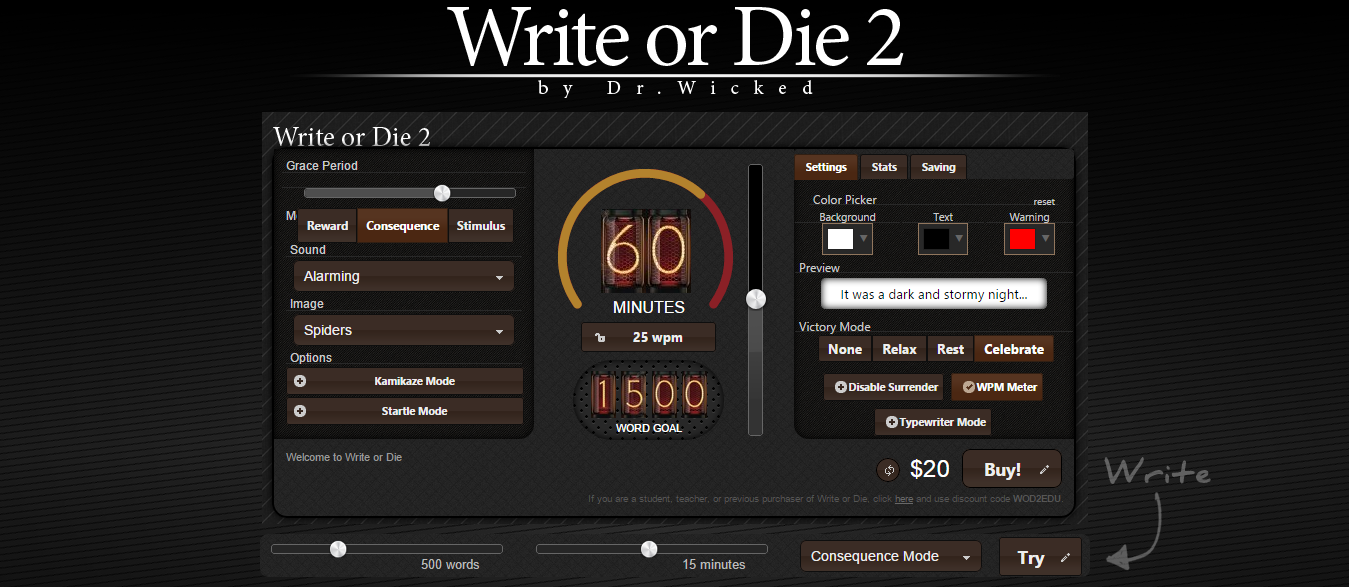 Write or Die 2
by Dr.Wicked
Write or Die 2
Grace Period
Reward Consequence Stimulus
Sound
Alarming
Image
Spiders
Options
Kamikaze Mode
Startle Mode
60
MINUTES
25 wpm
1500
WORD GOAL
Settings Stats Saving
Color Picker reset
Background Text Warning
Preview
It was a dark and stormy night...
Victory Mode
None Relax Rest Celebrate
Disable Surrender WPM Meter
Typewriter Mode
Welcome to Write or Die
$20 Buy!
If you are a student, teacher, or previous purchaser of Write or Die, click here and use discount code WOD2EDU.
Write
500 words 15 minutes Consequence Mode Try